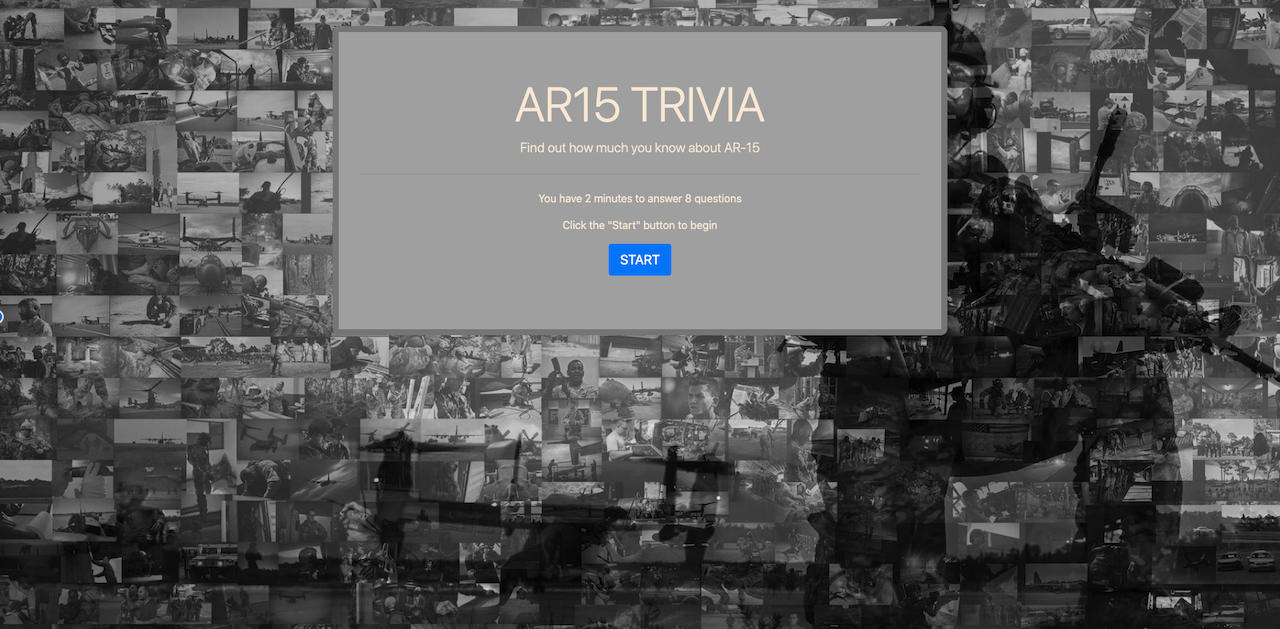 AR15 TRIVIA
Find out how much you know about AR-15
You have 2 minutes to answer 8 questions
Click the "Start" button to begin
START